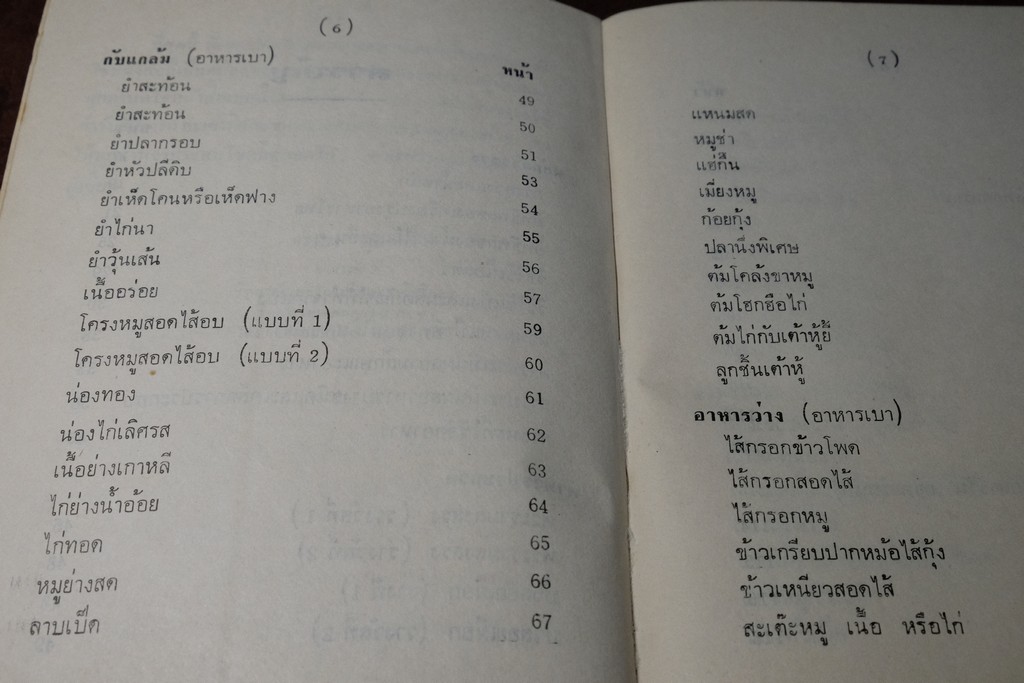 (6)
กับแกล้ม (อาหารเบา) หน้า
ยำสะท้อน 49
ยำสะท้อน 50
ยำปลากรอบ 51
ยำหัวปลีดิบ 53
ยำเห็ดโคนหรือเห็ดฟาง 54
ยำไก่นา 55
ยำวุ้นเส้น 56
เนื้ออร่อย 57
โครงหมูสอดไส้อบ (แบบที่ 1) 59
โครงหมูสอดไส้อบ (แบบที่ 2) 60
น่องทอง 61
น่องไก่เลิศรส 62
เนื้อย่างเกาหลี 63
ไก่ย่างน้ำอ้อย 64
ไก่ทอด 65
หมูย่างสด 66
ลาบเป็ด 67
(7)
แหนมสด
หมูซ่า
แฮ่กึ๊น
เมี่ยงหมู
ก้อยกุ้ง
ปลานึ่งพิเศษ
ต้มโคล้งขาหมู
ต้มโฮกฮือไก่
ต้มไก่กับเต้าหู้ยี้
ลูกชิ้นเต้าหู้
อาหารว่าง (อาหารเบา)
ไส้กรอกข้าวโพด
ไส้กรอกสอดไส้
ไส้กรอกหมู
ข้าวเกรียบปากหม้อไส้กุ้ง
ข้าวเหนียวสอดไส้
สะเต๊ะหมู เนื้อ หรือไก่